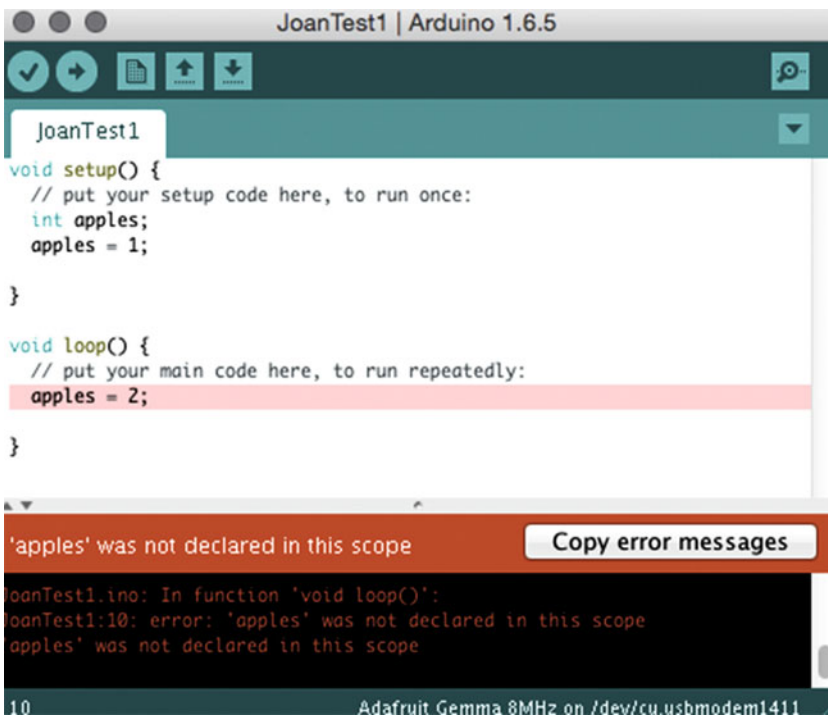 JoanTest1 | Arduino 1.6.5
JoanTest1
void setup() {
// put your setup code here, to run once:
int apples;
apples = 1;
}
void loop() {
// put your main code here, to run repeatedly:
apples = 2;
}
'apples' was not declared in this scope
Copy error messages
JoanTest1.ino: In function 'void loop()':
JoanTest1:10: error: 'apples' was not declared in this scope
'apples' was not declared in this scope
10
Adafruit Gemma 8MHz on /dev/cu.usbmodem1411